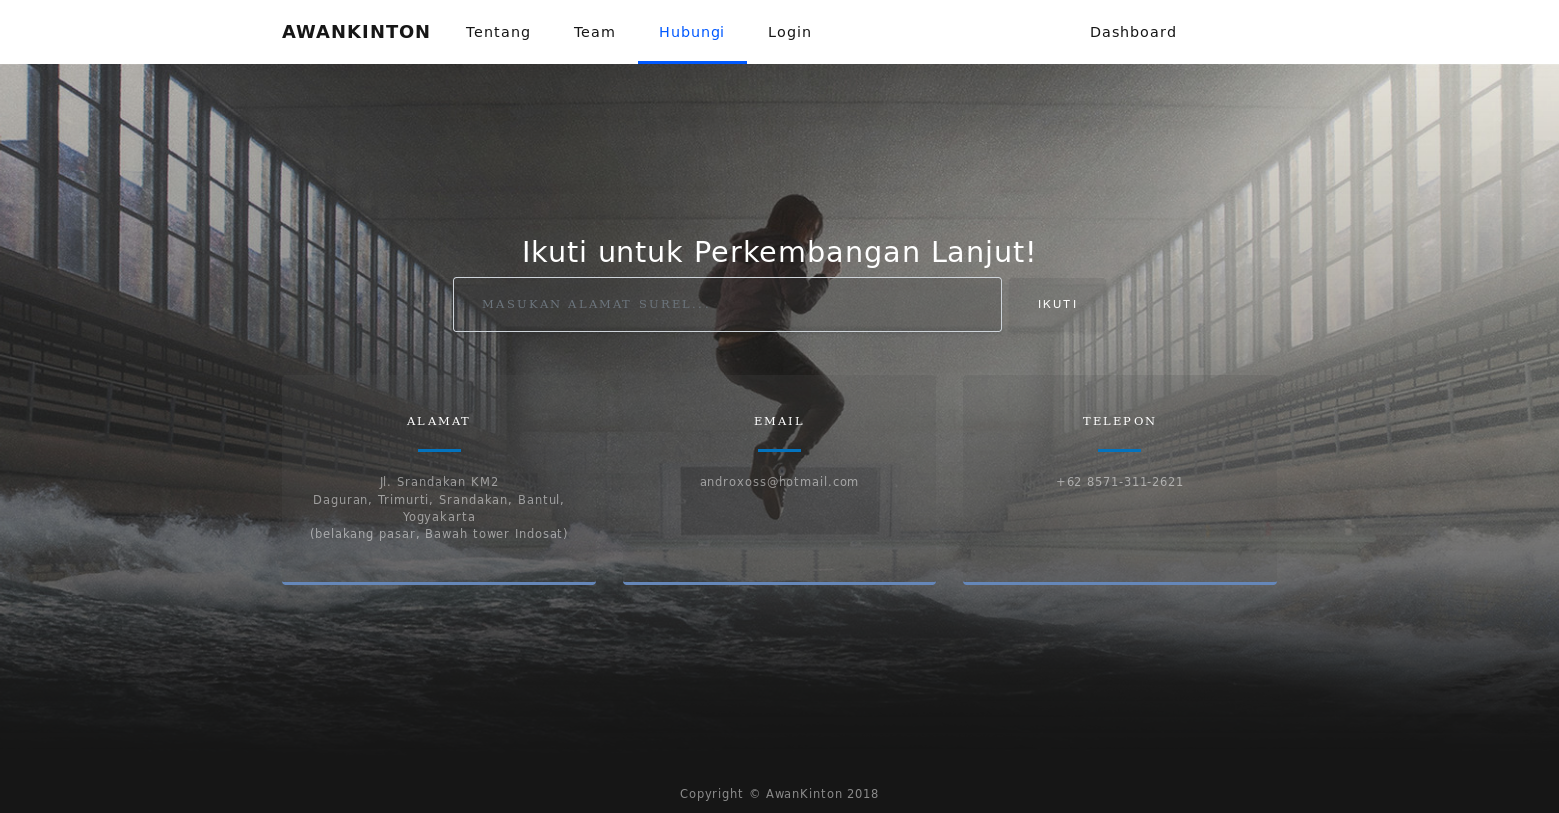 AWANKINTON Tentang Team Hubungi Login Dashboard
Ikuti untuk Perkembangan Lanjut!
MASUKAN ALAMAT SUREL... IKUTI
ALAMAT
Jl. Srandakan KM2
Daguran, Trimurti, Srandakan, Bantul,
Yogyakarta
(belakang pasar, Bawah tower Indosat)
EMAIL
androxoss@hotmail.com
TELEPON
+62 8571-311-2621
Copyright © AwanKinton 2018